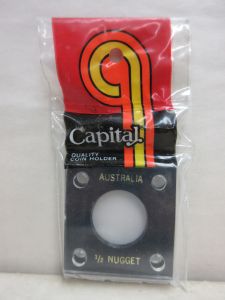 Capital
QUALITY
COIN HOLDER
AUSTRALIA
½ NUGGET